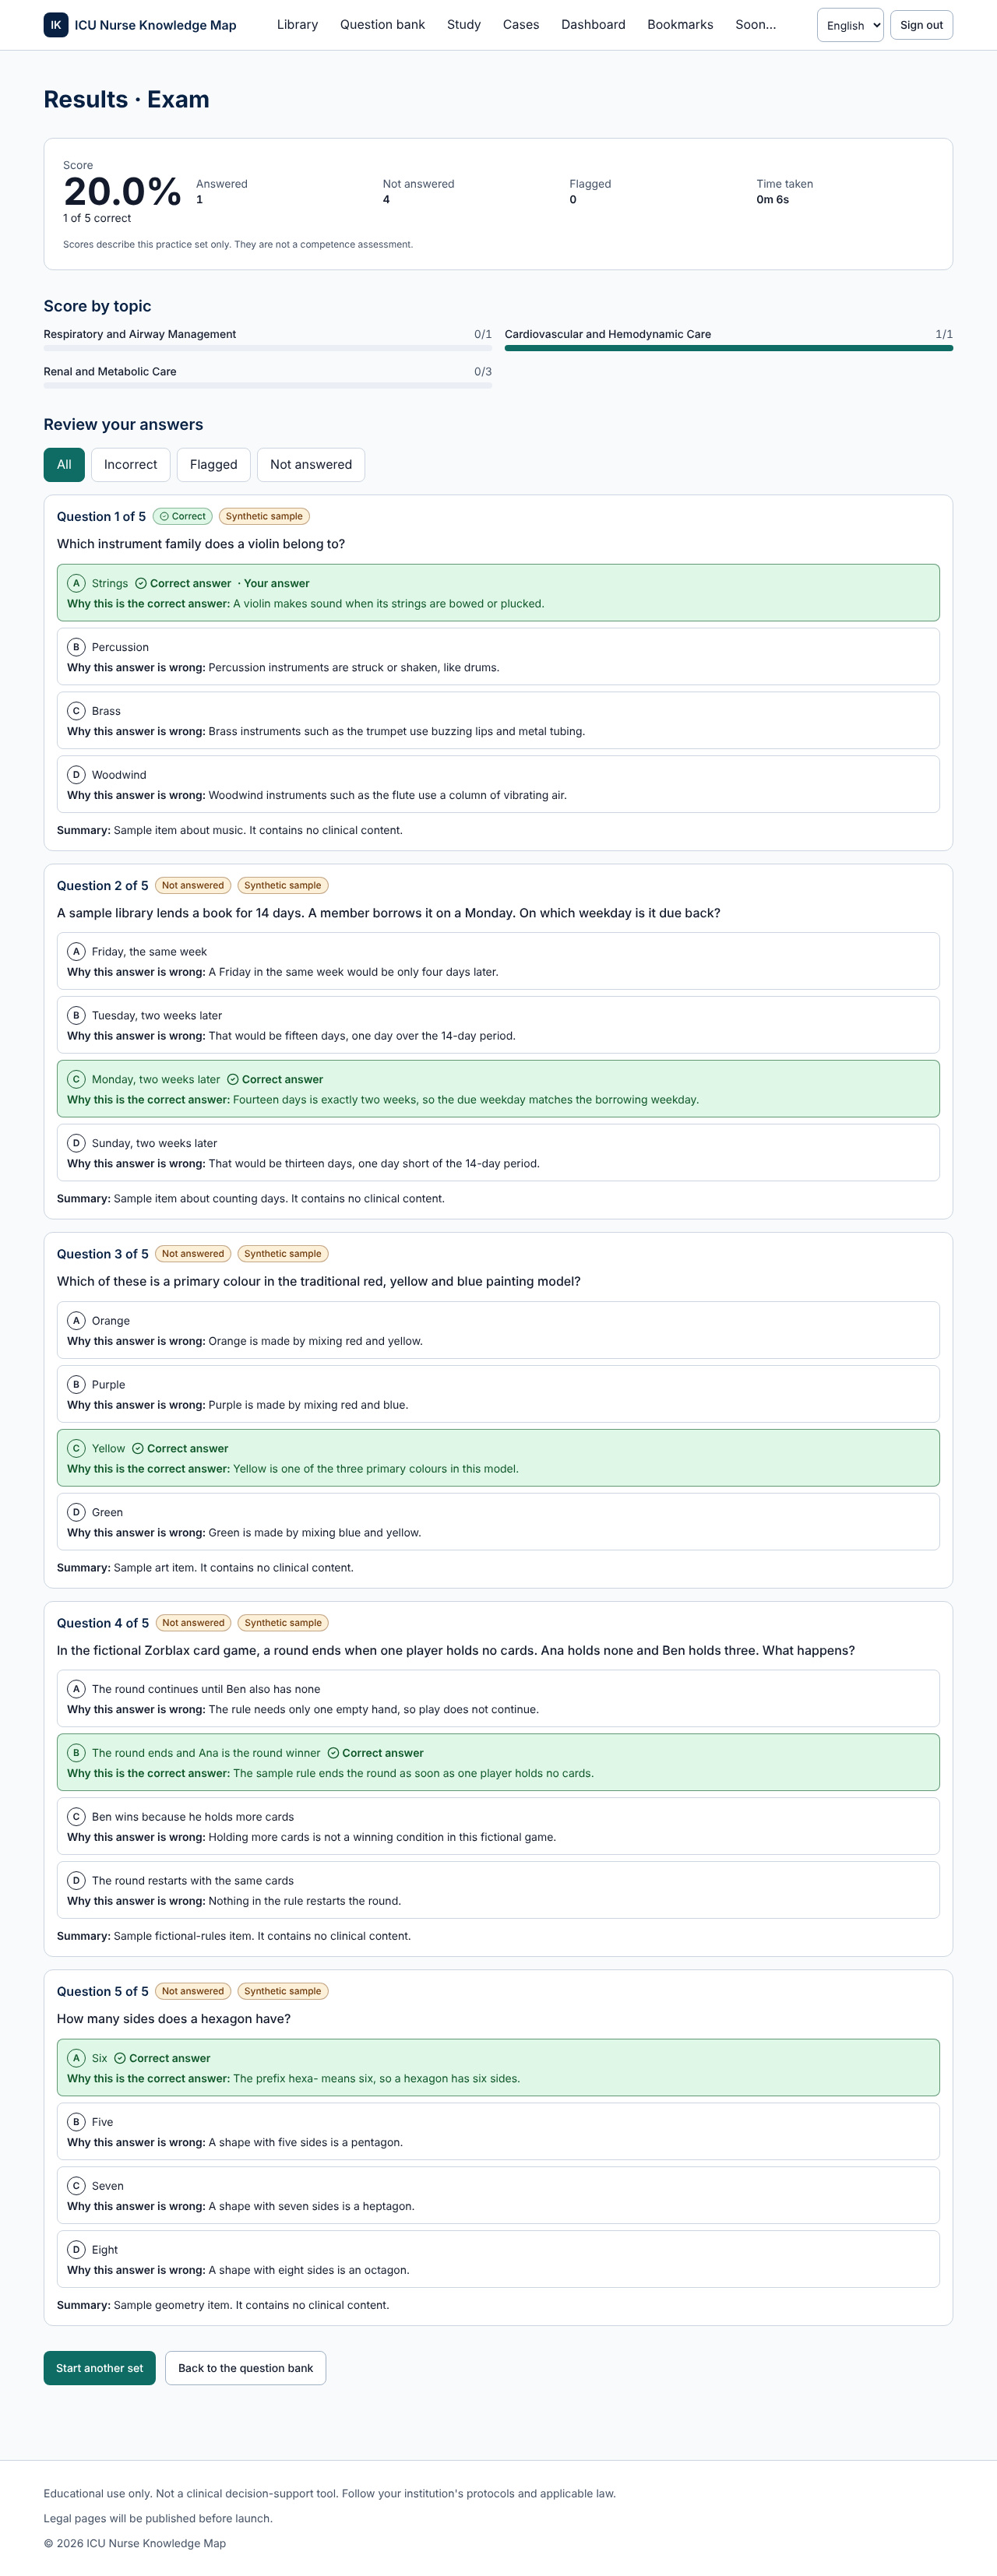 IK ICU Nurse Knowledge Map Library Question bank Study Cases Dashboard Bookmarks Soon... English Sign out
Results · Exam
Score
20.0%
1 of 5 correct
Answered
1
Not answered
4
Flagged
0
Time taken
0m 6s
Scores describe this practice set only. They are not a competence assessment.
Score by topic
Respiratory and Airway Management 0/1
Cardiovascular and Hemodynamic Care 1/1
Renal and Metabolic Care 0/3
Review your answers
All Incorrect Flagged Not answered
Question 1 of 5 Correct Synthetic sample
Which instrument family does a violin belong to?
A Strings Correct answer · Your answer
Why this is the correct answer: A violin makes sound when its strings are bowed or plucked.
B Percussion
Why this answer is wrong: Percussion instruments are struck or shaken, like drums.
C Brass
Why this answer is wrong: Brass instruments such as the trumpet use buzzing lips and metal tubing.
D Woodwind
Why this answer is wrong: Woodwind instruments such as the flute use a column of vibrating air.
Summary: Sample item about music. It contains no clinical content.
Question 2 of 5 Not answered Synthetic sample
A sample library lends a book for 14 days. A member borrows it on a Monday. On which weekday is it due back?
A Friday, the same week
Why this answer is wrong: A Friday in the same week would be only four days later.
B Tuesday, two weeks later
Why this answer is wrong: That would be fifteen days, one day over the 14-day period.
C Monday, two weeks later Correct answer
Why this is the correct answer: Fourteen days is exactly two weeks, so the due weekday matches the borrowing weekday.
D Sunday, two weeks later
Why this answer is wrong: That would be thirteen days, one day short of the 14-day period.
Summary: Sample item about counting days. It contains no clinical content.
Question 3 of 5 Not answered Synthetic sample
Which of these is a primary colour in the traditional red, yellow and blue painting model?
A Orange
Why this answer is wrong: Orange is made by mixing red and yellow.
B Purple
Why this answer is wrong: Purple is made by mixing red and blue.
C Yellow Correct answer
Why this is the correct answer: Yellow is one of the three primary colours in this model.
D Green
Why this answer is wrong: Green is made by mixing blue and yellow.
Summary: Sample art item. It contains no clinical content.
Question 4 of 5 Not answered Synthetic sample
In the fictional Zorblax card game, a round ends when one player holds no cards. Ana holds none and Ben holds three. What happens?
A The round continues until Ben also has none
Why this answer is wrong: The rule needs only one empty hand, so play does not continue.
B The round ends and Ana is the round winner Correct answer
Why this is the correct answer: The sample rule ends the round as soon as one player holds no cards.
C Ben wins because he holds more cards
Why this answer is wrong: Holding more cards is not a winning condition in this fictional game.
D The round restarts with the same cards
Why this answer is wrong: Nothing in the rule restarts the round.
Summary: Sample fictional-rules item. It contains no clinical content.
Question 5 of 5 Not answered Synthetic sample
How many sides does a hexagon have?
A Six Correct answer
Why this is the correct answer: The prefix hexa- means six, so a hexagon has six sides.
B Five
Why this answer is wrong: A shape with five sides is a pentagon.
C Seven
Why this answer is wrong: A shape with seven sides is a heptagon.
D Eight
Why this answer is wrong: A shape with eight sides is an octagon.
Summary: Sample geometry item. It contains no clinical content.
Start another set Back to the question bank
Educational use only. Not a clinical decision-support tool. Follow your institution's protocols and applicable law.
Legal pages will be published before launch.
© 2026 ICU Nurse Knowledge Map